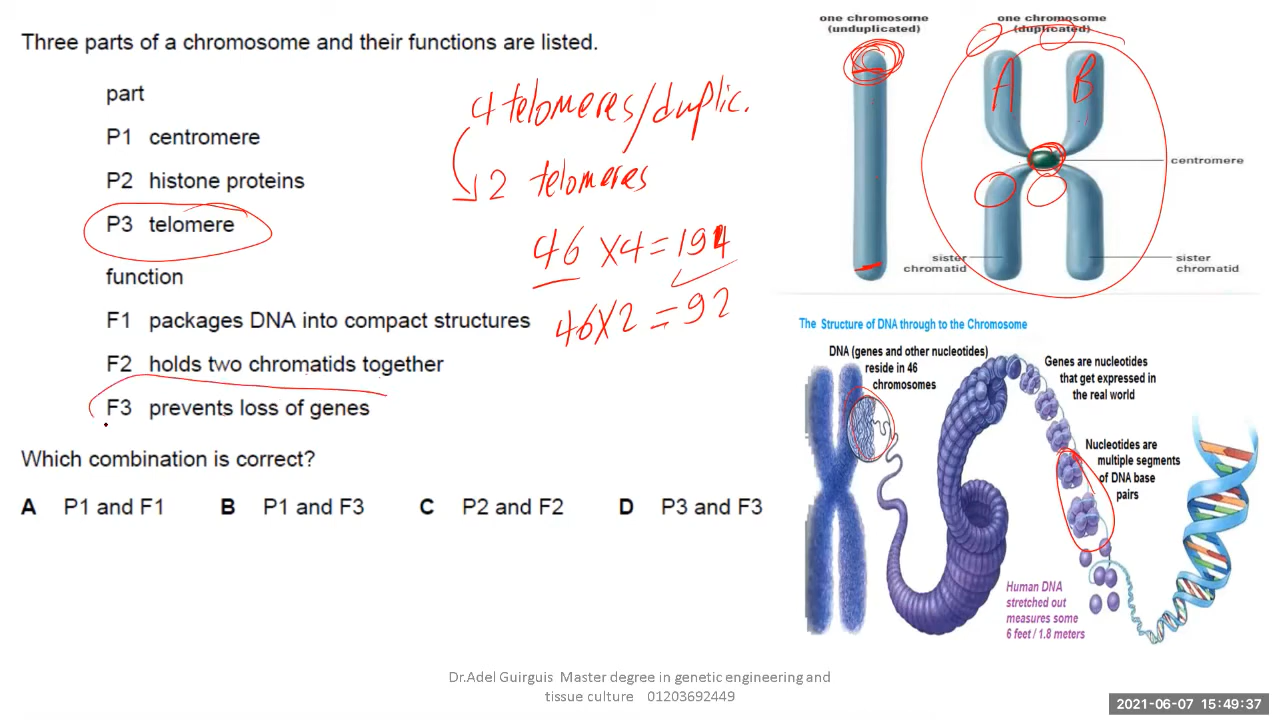 Three parts of a chromosome and their functions are listed.
part
P1 centromere
P2 histone proteins
P3 telomere
function
F1 packages DNA into compact structures
F2 holds two chromatids together
F3 prevents loss of genes
Which combination is correct?
A P1 and F1 B P1 and F3 C P2 and F2 D P3 and F3
4 telomeres/duplic.
2 telomeres
46 x4=194
46x2=92
one chromosome
(unduplicated)
one chromosome
(duplicated)
A B
centromere
sister
chromatid
sister
chromatid
The Structure of DNA through to the Chromosome
DNA (genes and other nucleotides)
reside in 46
chromosomes
Genes are nucleotides
that get expressed in
the real world
Nucleotides are
multiple segments
of DNA base
pairs
Human DNA
stretched out
measures some
6 feet / 1.8 meters
Dr.Adel Guirguis Master degree in genetic engineering and
tissue culture 01203692449
2021-06-07 15:49:37